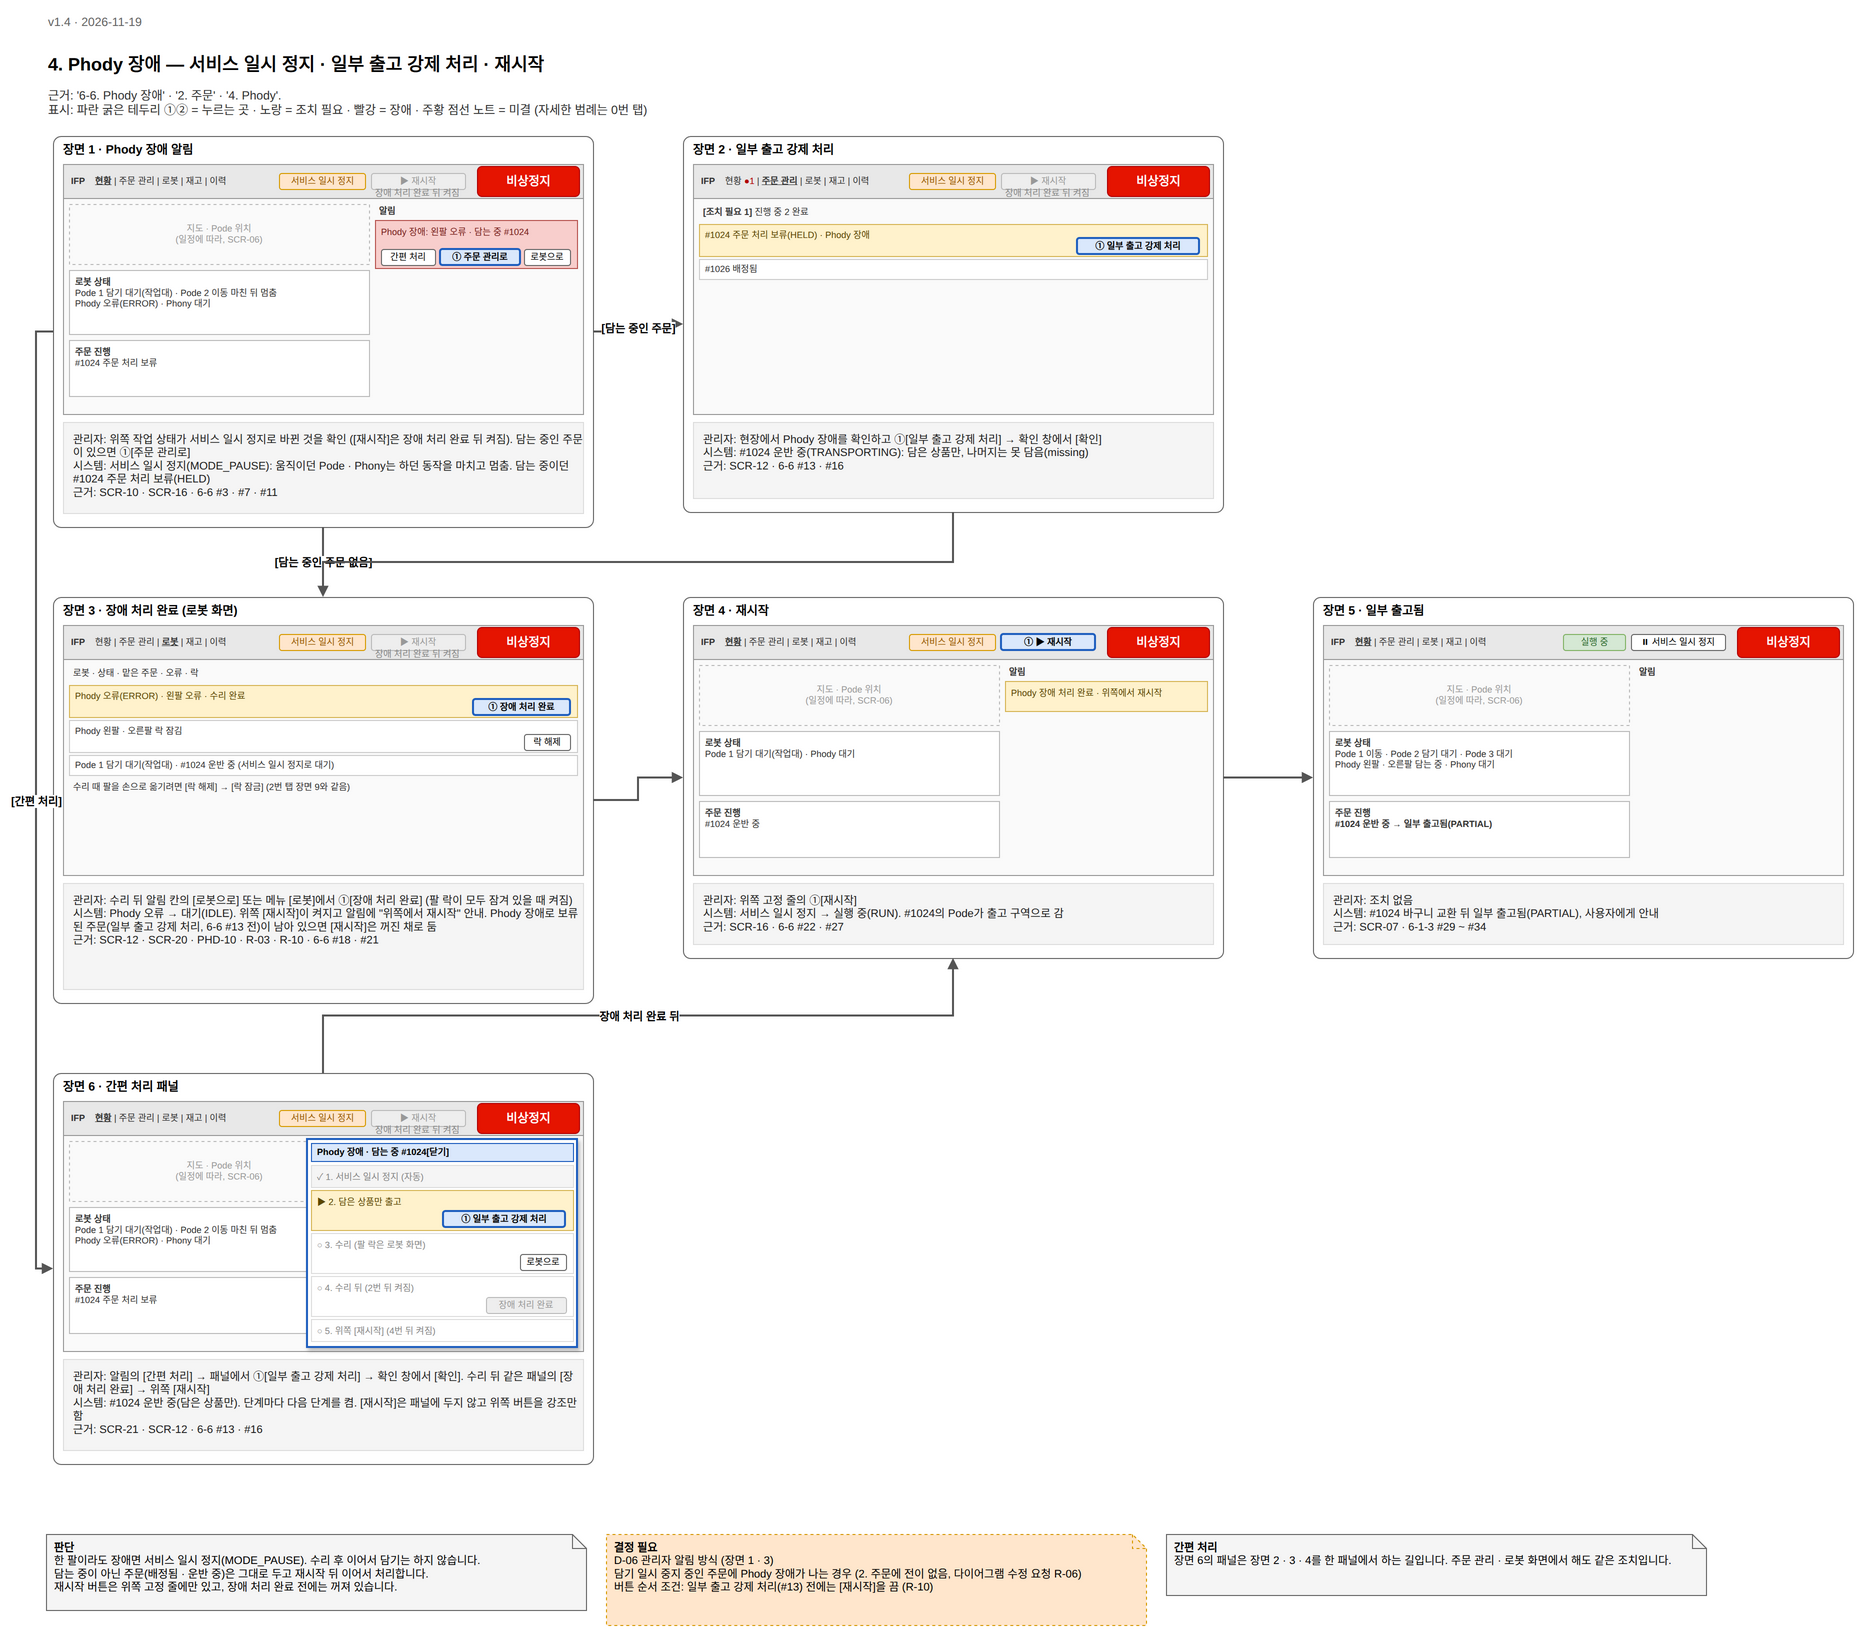 v1.4 · 2026-11-19
4. Phody 장애 — 서비스 일시 정지 · 일부 출고 강제 처리 · 재시작
근거: '6-6. Phody 장애' · '2. 주문' · '4. Phody'.
표시: 파란 굵은 테두리 ①② = 누르는 곳 · 노랑 = 조치 필요 · 빨강 = 장애 · 주황 점선 노트 = 미결 (자세한 범례는 0번 탭)
장면 1 · Phody 장애 알림
IFP 현황 | 주문 관리 | 로봇 | 재고 | 이력
서비스 일시 정지
▶ 재시작
장애 처리 완료 뒤 켜짐
비상정지
지도 · Pode 위치
(일정에 따라, SCR-06)
알림
Phody 장애: 왼팔 오류 · 담는 중 #1024
간편 처리
① 주문 관리로
로봇으로
로봇 상태
Pode 1 담기 대기(작업대) · Pode 2 이동 마친 뒤 멈춤
Phody 오류(ERROR) · Phony 대기
주문 진행
#1024 주문 처리 보류
관리자: 위쪽 작업 상태가 서비스 일시 정지로 바뀐 것을 확인 ([재시작]은 장애 처리 완료 뒤 켜짐). 담는 중인 주문
이 있으면 ①[주문 관리로]
시스템: 서비스 일시 정지(MODE_PAUSE): 움직이던 Pode · Phony는 하던 동작을 마치고 멈춤. 담는 중이던
#1024 주문 처리 보류(HELD)
근거: SCR-10 · SCR-16 · 6-6 #3 · #7 · #11
[담는 중인 주문]
장면 2 · 일부 출고 강제 처리
IFP 현황 ●1 | 주문 관리 | 로봇 | 재고 | 이력
서비스 일시 정지
▶ 재시작
장애 처리 완료 뒤 켜짐
비상정지
[조치 필요 1] 진행 중 2 완료
#1024 주문 처리 보류(HELD) · Phody 장애
① 일부 출고 강제 처리
#1026 배정됨
관리자: 현장에서 Phody 장애를 확인하고 ①[일부 출고 강제 처리] → 확인 창에서 [확인]
시스템: #1024 운반 중(TRANSPORTING): 담은 상품만, 나머지는 못 담음(missing)
근거: SCR-12 · 6-6 #13 · #16
[담는 중인 주문 없음]
장면 3 · 장애 처리 완료 (로봇 화면)
IFP 현황 | 주문 관리 | 로봇 | 재고 | 이력
서비스 일시 정지
▶ 재시작
장애 처리 완료 뒤 켜짐
비상정지
로봇 · 상태 · 맡은 주문 · 오류 · 락
Phody 오류(ERROR) · 왼팔 오류 · 수리 완료
① 장애 처리 완료
Phody 왼팔 · 오른팔 락 잠김
락 해제
Pode 1 담기 대기(작업대) · #1024 운반 중 (서비스 일시 정지로 대기)
수리 때 팔을 손으로 옮기려면 [락 해제] → [락 잠금] (2번 탭 장면 9와 같음)
관리자: 수리 뒤 알림 칸의 [로봇으로] 또는 메뉴 [로봇]에서 ①[장애 처리 완료] (팔 락이 모두 잠겨 있을 때 켜짐)
시스템: Phody 오류 → 대기(IDLE). 위쪽 [재시작]이 켜지고 알림에 "위쪽에서 재시작" 안내. Phody 장애로 보류
된 주문(일부 출고 강제 처리, 6-6 #13 전)이 남아 있으면 [재시작]은 꺼진 채로 둠
근거: SCR-12 · SCR-20 · PHD-10 · R-03 · R-10 · 6-6 #18 · #21
장면 4 · 재시작
IFP 현황 | 주문 관리 | 로봇 | 재고 | 이력
서비스 일시 정지
① ▶ 재시작
비상정지
지도 · Pode 위치
(일정에 따라, SCR-06)
알림
Phody 장애 처리 완료 · 위쪽에서 재시작
로봇 상태
Pode 1 담기 대기(작업대) · Phody 대기
주문 진행
#1024 운반 중
관리자: 위쪽 고정 줄의 ①[재시작]
시스템: 서비스 일시 정지 → 실행 중(RUN). #1024의 Pode가 출고 구역으로 감
근거: SCR-16 · 6-6 #22 · #27
장면 5 · 일부 출고됨
IFP 현황 | 주문 관리 | 로봇 | 재고 | 이력
실행 중
⏸ 서비스 일시 정지
비상정지
지도 · Pode 위치
(일정에 따라, SCR-06)
알림
로봇 상태
Pode 1 이동 · Pode 2 담기 대기 · Pode 3 대기
Phody 왼팔 · 오른팔 담는 중 · Phony 대기
주문 진행
#1024 운반 중 → 일부 출고됨(PARTIAL)
관리자: 조치 없음
시스템: #1024 바구니 교환 뒤 일부 출고됨(PARTIAL), 사용자에게 안내
근거: SCR-07 · 6-1-3 #29 ~ #34
[간편 처리]
장애 처리 완료 뒤
장면 6 · 간편 처리 패널
IFP 현황 | 주문 관리 | 로봇 | 재고 | 이력
서비스 일시 정지
▶ 재시작
장애 처리 완료 뒤 켜짐
비상정지
지도 · Pode 위치
(일정에 따라, SCR-06)
로봇 상태
Pode 1 담기 대기(작업대) · Pode 2 이동 마친 뒤 멈춤
Phody 오류(ERROR) · Phony 대기
주문 진행
#1024 주문 처리 보류
Phody 장애 · 담는 중 #1024[닫기]
✓ 1. 서비스 일시 정지 (자동)
▶ 2. 담은 상품만 출고
① 일부 출고 강제 처리
○ 3. 수리 (팔 락은 로봇 화면)
로봇으로
○ 4. 수리 뒤 (2번 뒤 켜짐)
장애 처리 완료
○ 5. 위쪽 [재시작] (4번 뒤 켜짐)
관리자: 알림의 [간편 처리] → 패널에서 ①[일부 출고 강제 처리] → 확인 창에서 [확인]. 수리 뒤 같은 패널의 [장
애 처리 완료] → 위쪽 [재시작]
시스템: #1024 운반 중(담은 상품만). 단계마다 다음 단계를 켬. [재시작]은 패널에 두지 않고 위쪽 버튼을 강조만
함
근거: SCR-21 · SCR-12 · 6-6 #13 · #16
판단
한 팔이라도 장애면 서비스 일시 정지(MODE_PAUSE). 수리 후 이어서 담기는 하지 않습니다.
담는 중이 아닌 주문(배정됨 · 운반 중)은 그대로 두고 재시작 뒤 이어서 처리합니다.
재시작 버튼은 위쪽 고정 줄에만 있고, 장애 처리 완료 전에는 꺼져 있습니다.
결정 필요
D-06 관리자 알림 방식 (장면 1 · 3)
담기 일시 중지 중인 주문에 Phody 장애가 나는 경우 (2. 주문에 전이 없음, 다이어그램 수정 요청 R-06)
버튼 순서 조건: 일부 출고 강제 처리(#13) 전에는 [재시작]을 끔 (R-10)
간편 처리
장면 6의 패널은 장면 2 · 3 · 4를 한 패널에서 하는 길입니다. 주문 관리 · 로봇 화면에서 해도 같은 조치입니다.